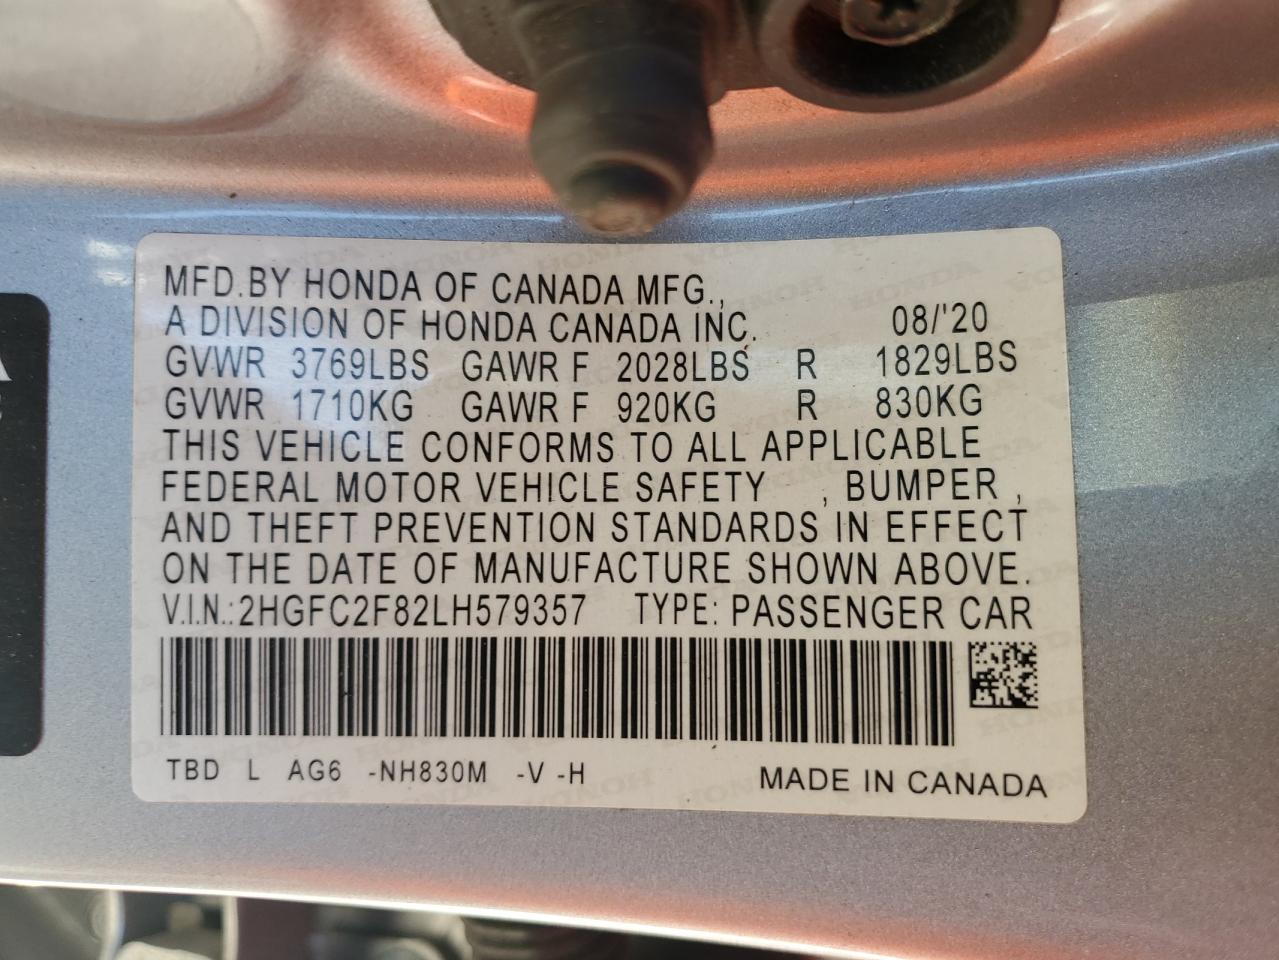 MFD.BY HONDA OF CANADA MFG.,
A DIVISION OF HONDA CANADA INC. 08/'20
GVWR 3769LBS GAWR F 2028LBS R 1829LBS
GVWR 1710KG GAWR F 920KG R 830KG
THIS VEHICLE CONFORMS TO ALL APPLICABLE
FEDERAL MOTOR VEHICLE SAFETY , BUMPER ,
AND THEFT PREVENTION STANDARDS IN EFFECT
ON THE DATE OF MANUFACTURE SHOWN ABOVE.
V.I.N.:2HGFC2F82LH579357 TYPE: PASSENGER CAR
TBD L AG6 -NH830M -V -H MADE IN CANADA